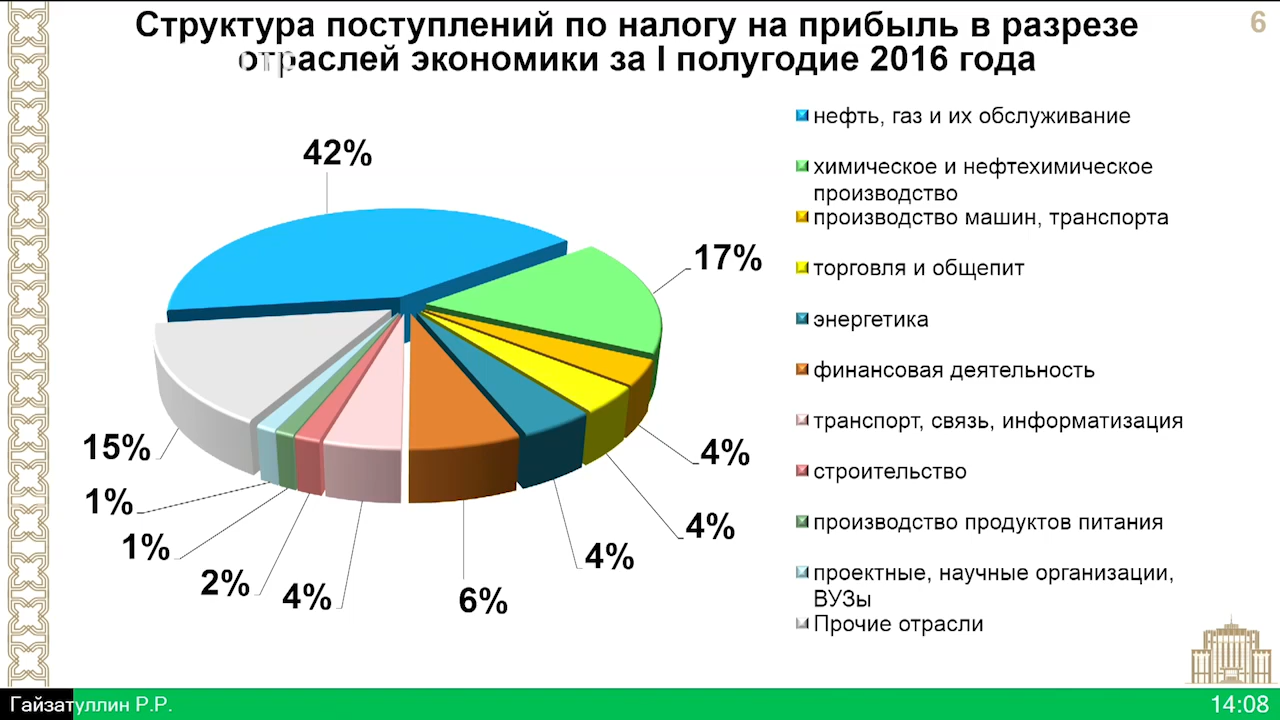 Структура поступлений по налогу на прибыль в разрезе
отраслей экономики за I полугодие 2016 года
6
42%
17%
4%
4%
4%
6%
4%
2%
1%
1%
15%
нефть, газ и их обслуживание
химическое и нефтехимическое
производство
производство машин, транспорта
торговля и общепит
энергетика
финансовая деятельность
транспорт, связь, информатизация
строительство
производство продуктов питания
проектные, научные организации,
ВУЗы
Прочие отрасли
Гайзатуллин Р.Р.
14:08